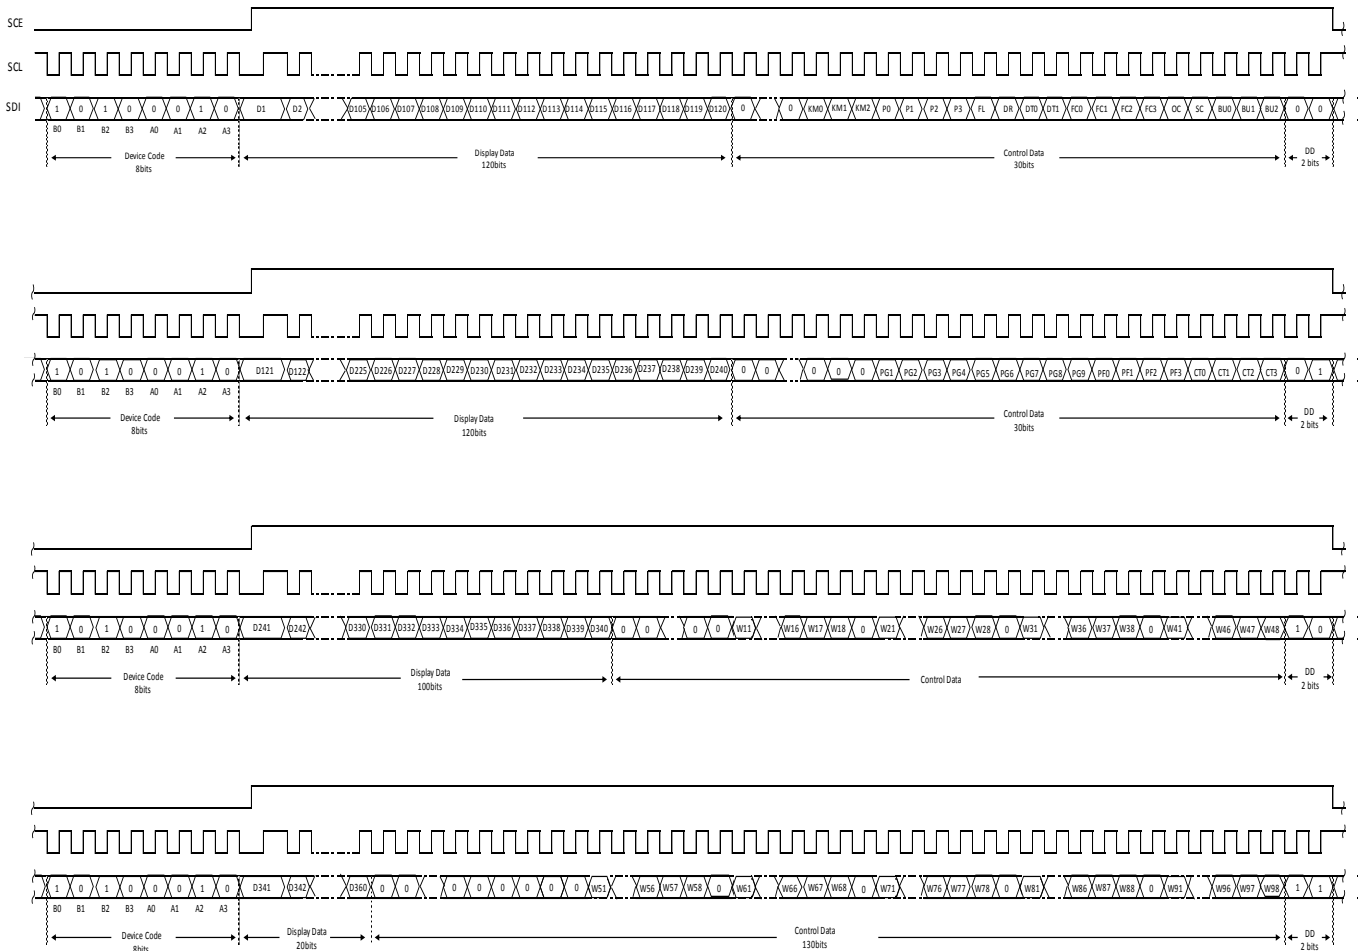 SCE
SCL
SDI
1 0 1 0 0 0 1 0 D1 D2 D105 D106 D107 D108 D109 D110 D111 D112 D113 D114 D115 D116 D117 D118 D119 D120 0 0 KM0 KM1 KM2 P0 P1 P2 P3 FL DR DT0 DT1 FC0 FC1 FC2 FC3 OC SC BU0 BU1 BU2 0 0
B0 B1 B2 B3 A0 A1 A2 A3
Device Code Display Data Control Data DD
8bits 120bits 30bits 2 bits
1 0 1 0 0 0 1 0 D121 D122 D225 D226 D227 D228 D229 D230 D231 D232 D233 D234 D235 D236 D237 D238 D239 D240 0 0 0 0 0 PG1 PG2 PG3 PG4 PG5 PG6 PG7 PG8 PG9 PF0 PF1 PF2 PF3 CT0 CT1 CT2 CT3 0 1
B0 B1 B2 B3 A0 A1 A2 A3
Device Code Display Data Control Data DD
8bits 120bits 30bits 2 bits
1 0 1 0 0 0 1 0 D241 D242 D330 D331 D332 D333 D334 D335 D336 D337 D338 D339 D340 0 0 0 0 W11 W16 W17 W18 0 W21 W26 W27 W28 0 W31 W36 W37 W38 0 W41 W46 W47 W48 1 0
B0 B1 B2 B3 A0 A1 A2 A3
Device Code Display Data Control Data DD
8bits 100bits 2 bits
1 0 1 0 0 0 1 0 D341 D342 D360 0 0 0 0 0 0 0 0 W51 W56 W57 W58 0 W61 W66 W67 W68 0 W71 W76 W77 W78 0 W81 W86 W87 W88 0 W91 W96 W97 W98 1 1
B0 B1 B2 B3 A0 A1 A2 A3
Device Code Display Data Control Data DD
8bits 20bits 130bits 2 bits